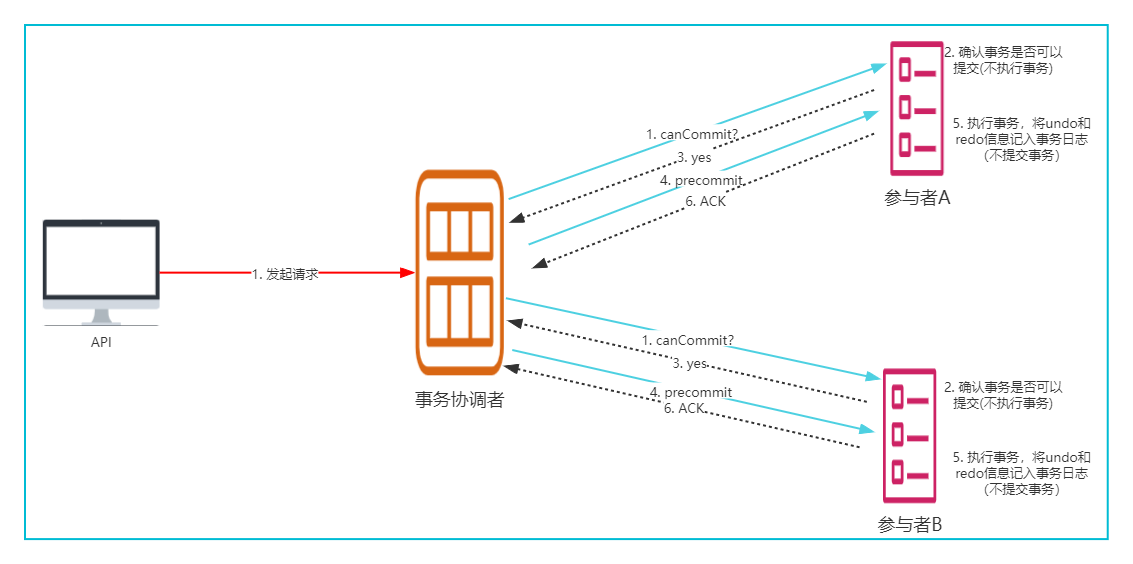 2. 确认事务是否可以
提交(不执行事务)
1. canCommit?
5. 执行事务，将undo和
redo信息记入事务日志
(不提交事务)
3. yes
4. precommit
参与者A
6. ACK
1. 发起请求
API
1. canCommit?
3. yes
事务协调者
4. precommit
6. ACK
2. 确认事务是否可以
提交(不执行事务)
5. 执行事务，将undo和
redo信息记入事务日志
(不提交事务)
参与者B